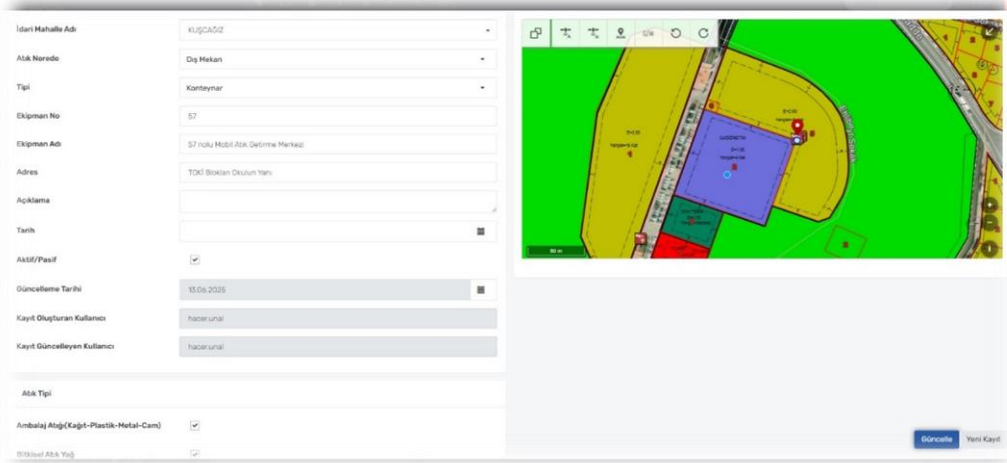 İdari Mahalle Adı
KUŞCAĞIZ
Atık Nerede
Dış Mekan
Tipi
Konteynar
Ekipman No
57
Ekipman Adı
57 nolu Mobil Atık Getirme Merkezi
Adres
TOKİ Blokları Okulun Yanı
Açıklama
Tarih
Aktif/Pasif
Güncelleme Tarihi
13.06.2025
Kayıt Oluşturan Kullanıcı
hacer.unal
Kayıt Güncelleyen Kullanıcı
hacer.unal
Atık Tipi
Ambalaj Atığı(Kağıt-Plastik-Metal-Cam)
Bitkisel Atık Yağ
50 m
Güncelle
Yeni Kayıt